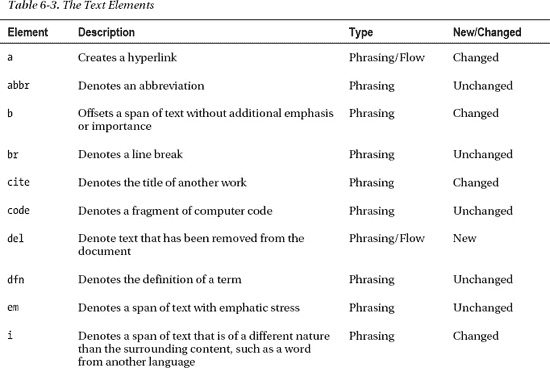 Table 6-3. The Text Elements
Element Description Type New/Changed
a Creates a hyperlink Phrasing/Flow Changed
abbr Denotes an abbreviation Phrasing Unchanged
b Offsets a span of text without additional emphasis Phrasing Changed
or importance
br Denotes a line break Phrasing Unchanged
cite Denotes the title of another work Phrasing Changed
code Denotes a fragment of computer code Phrasing Unchanged
del Denote text that has been removed from the Phrasing/Flow New
document
dfn Denotes the definition of a term Phrasing Unchanged
em Denotes a span of text with emphatic stress Phrasing Unchanged
i Denotes a span of text that is of a different nature Phrasing Changed
than the surrounding content, such as a word
from another language